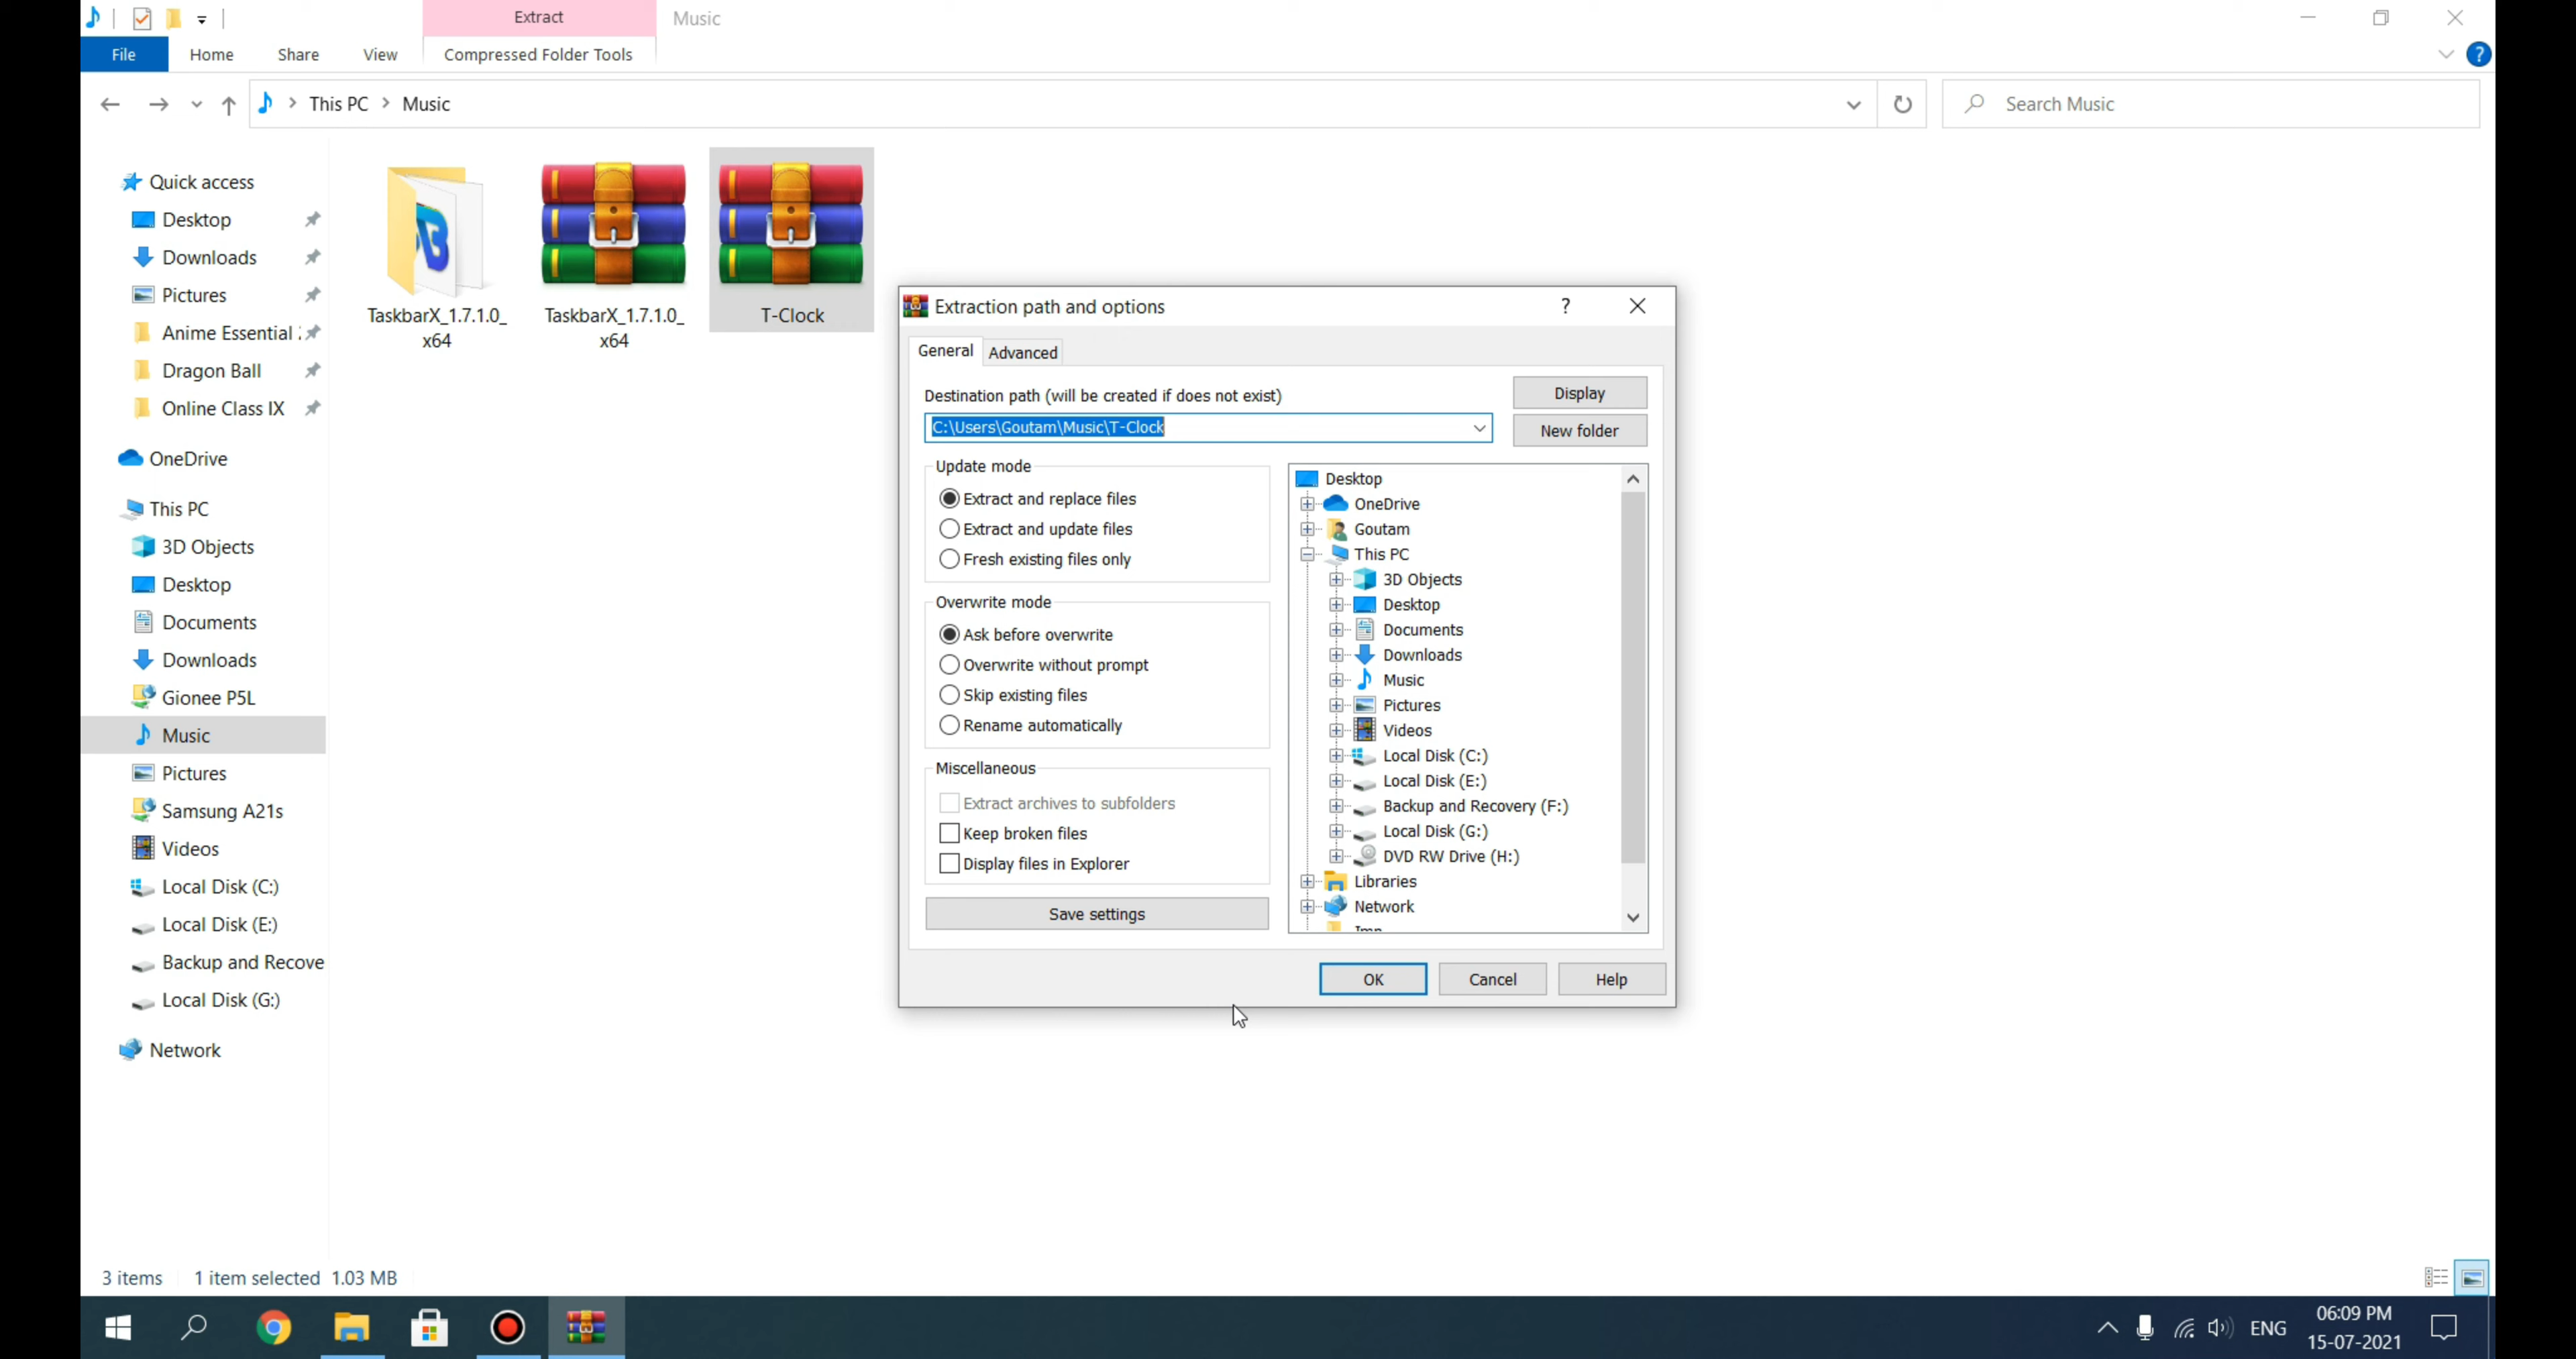 Extract
Music
File
Home
Share
View
Compressed Folder Tools
This PC
Music
Search Music
Quick access
Desktop
Downloads
Pictures
Anime Essential
Dragon Ball
Online Class IX
OneDrive
This PC
3D Objects
Desktop
Documents
Downloads
Gionee P5L
Music
Pictures
Samsung A21s
Videos
Local Disk (C:)
Local Disk (E:)
Backup and Recove
Local Disk (G:)
Network
TaskbarX_1.7.1.0_
x64
TaskbarX_1.7.1.0_
x64
T-Clock
Extraction path and options
?
General
Advanced
Destination path (will be created if does not exist)
C:\Users\Goutam\Music\T-Clock
Display
New folder
Update mode
Extract and replace files
Extract and update files
Fresh existing files only
Overwrite mode
Ask before overwrite
Overwrite without prompt
Skip existing files
Rename automatically
Miscellaneous
Extract archives to subfolders
Keep broken files
Display files in Explorer
Save settings
Desktop
OneDrive
Goutam
This PC
3D Objects
Desktop
Documents
Downloads
Music
Pictures
Videos
Local Disk (C:)
Local Disk (E:)
Backup and Recovery (F:)
Local Disk (G:)
DVD RW Drive (H:)
Libraries
Network
OK
Cancel
Help
3 items
1 item selected 1.03 MB
ENG
06:09 PM
15-07-2021